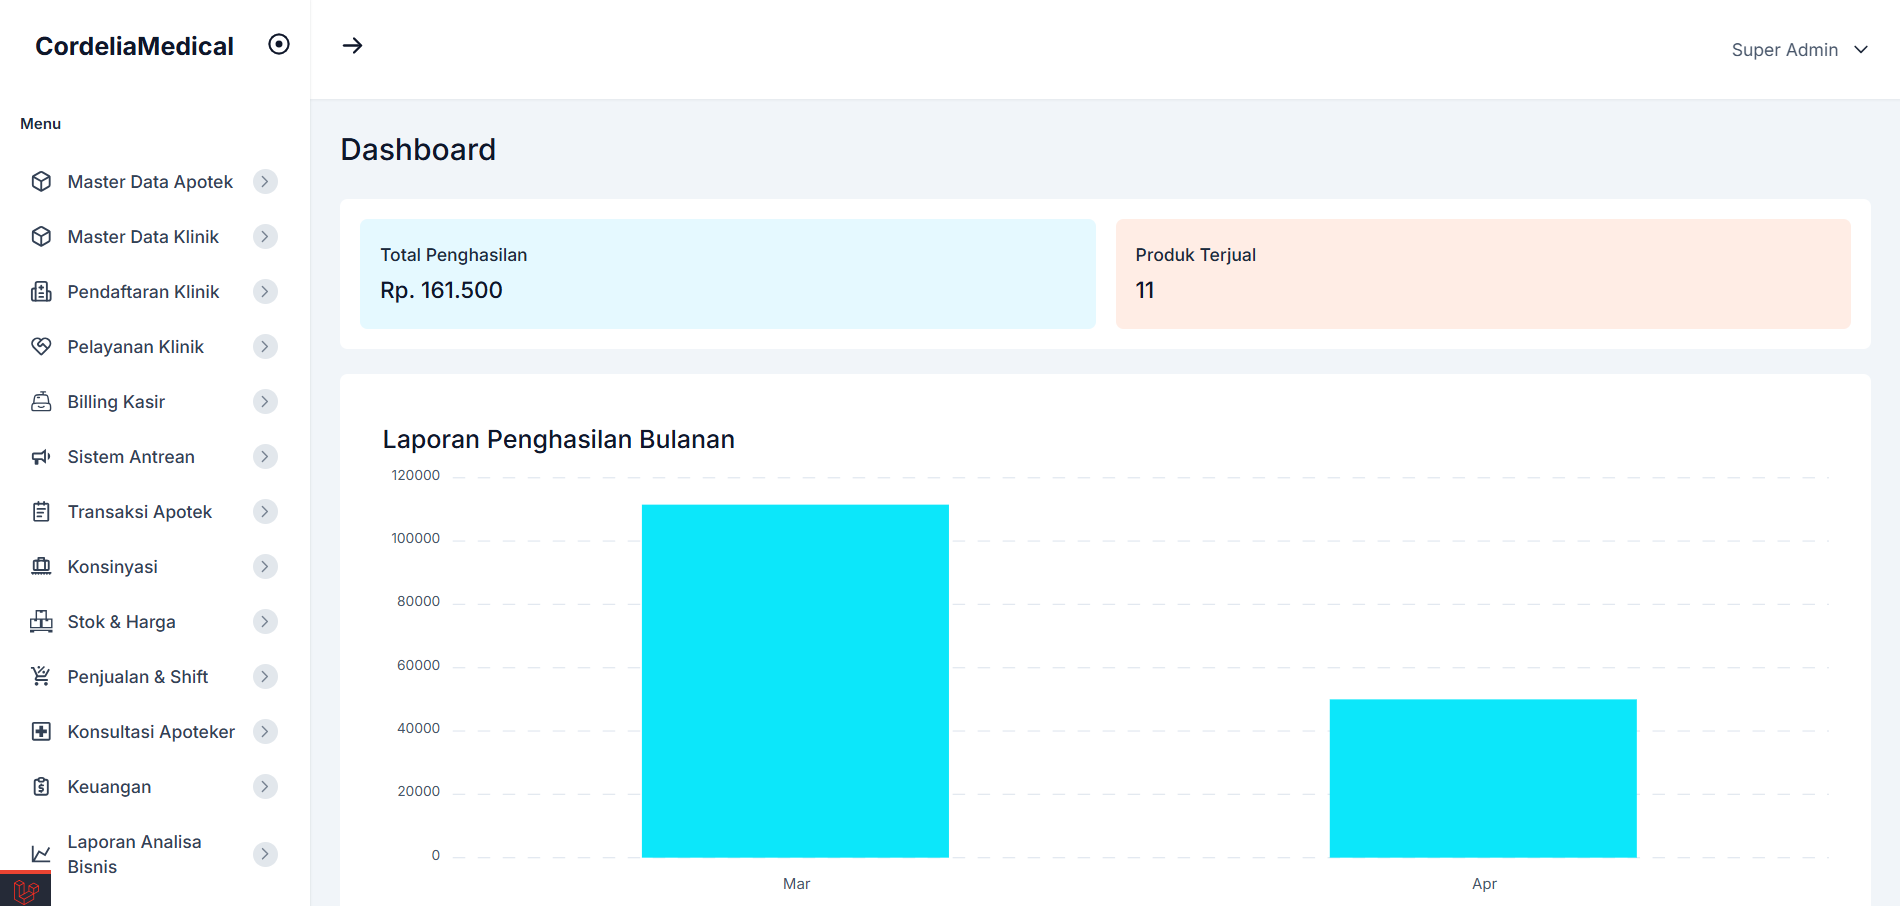 CordeliaMedical
Super Admin
Menu
Master Data Apotek
Master Data Klinik
Pendaftaran Klinik
Pelayanan Klinik
Billing Kasir
Sistem Antrean
Transaksi Apotek
Konsinyasi
Stok & Harga
Penjualan & Shift
Konsultasi Apoteker
Keuangan
Laporan Analisa
Bisnis
Dashboard
Total Penghasilan
Rp. 161.500
Produk Terjual
11
Laporan Penghasilan Bulanan
120000
100000
80000
60000
40000
20000
0
Mar
Apr